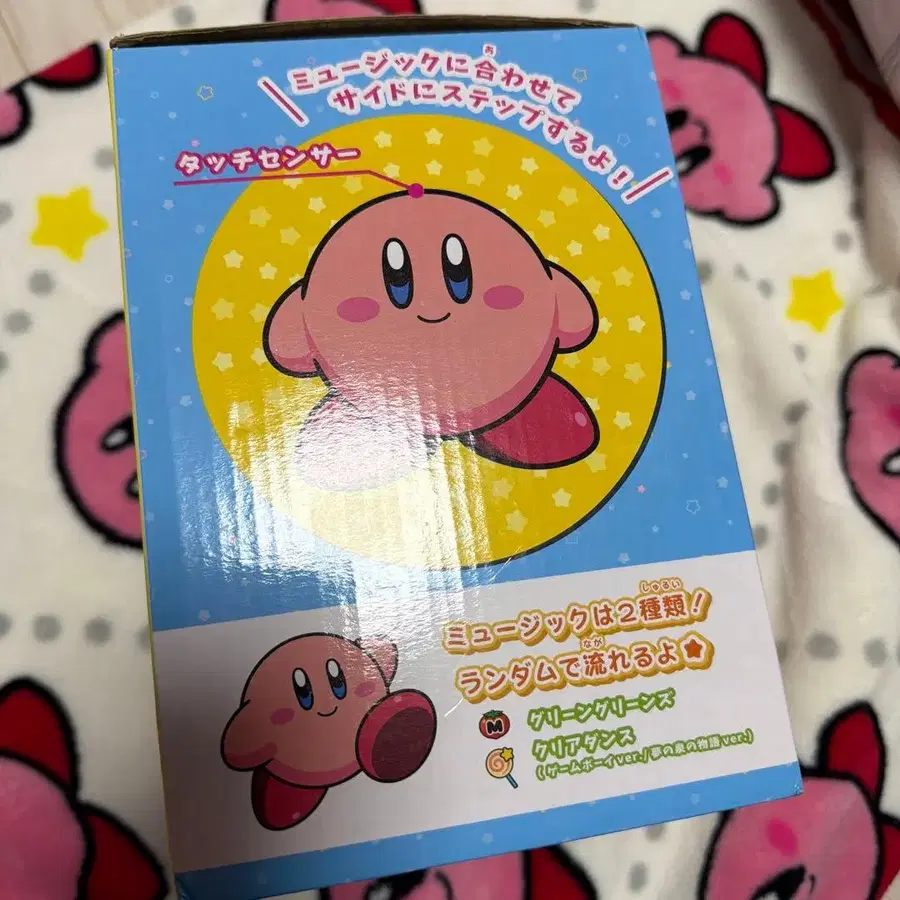 ミュージックに合わせて
サイドにステップするよ!
タッチセンサー
ミュージックは2種類!
ランダムで流れるよ★
M
グリーングリーンズ
クリアダンス
(ゲームボーイver./夢の泉の物語ver.)